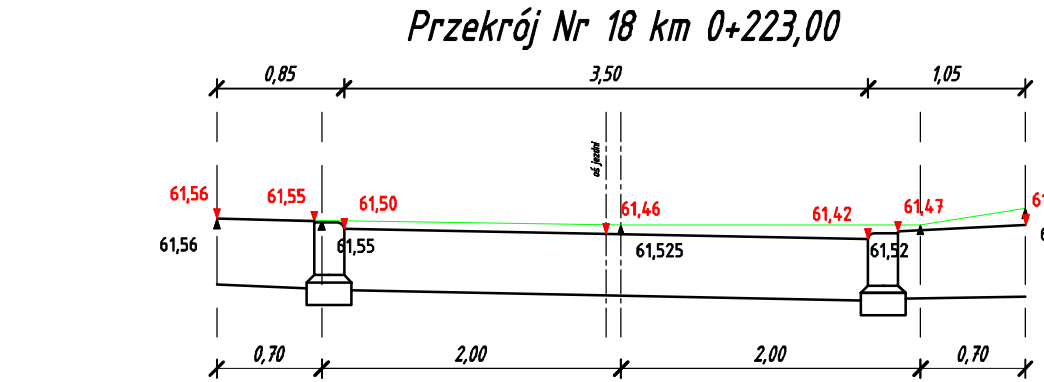 Przekrój Nr 18 km 0+223,00
0,85 3,50 1,05
oś jezdni
61,56 61,55 61,50 61,46 61,42 61,47
61,56 61,55 61,525 61,52
0,70 2,00 2,00 0,70